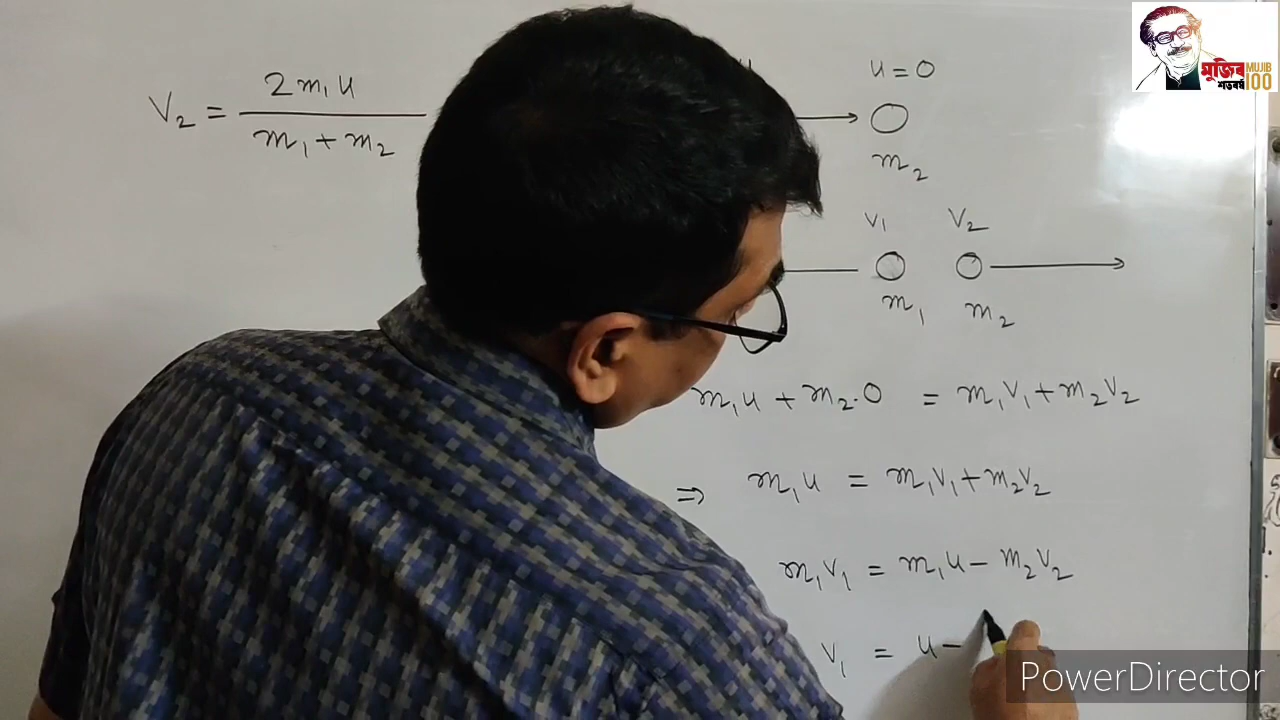 u = 0
V₂ = 2m₁u / m₁ + m₂
m₂
V₁ V₂
m₁ m₂
m₁u + m₂.0 = m₁V₁ + m₂V₂
⇒ m₁u = m₁V₁ + m₂V₂
m₁V₁ = m₁u - m₂V₂
V₁ = u -
মুজিব
শতবর্ষ
MUJIB
100
PowerDirector